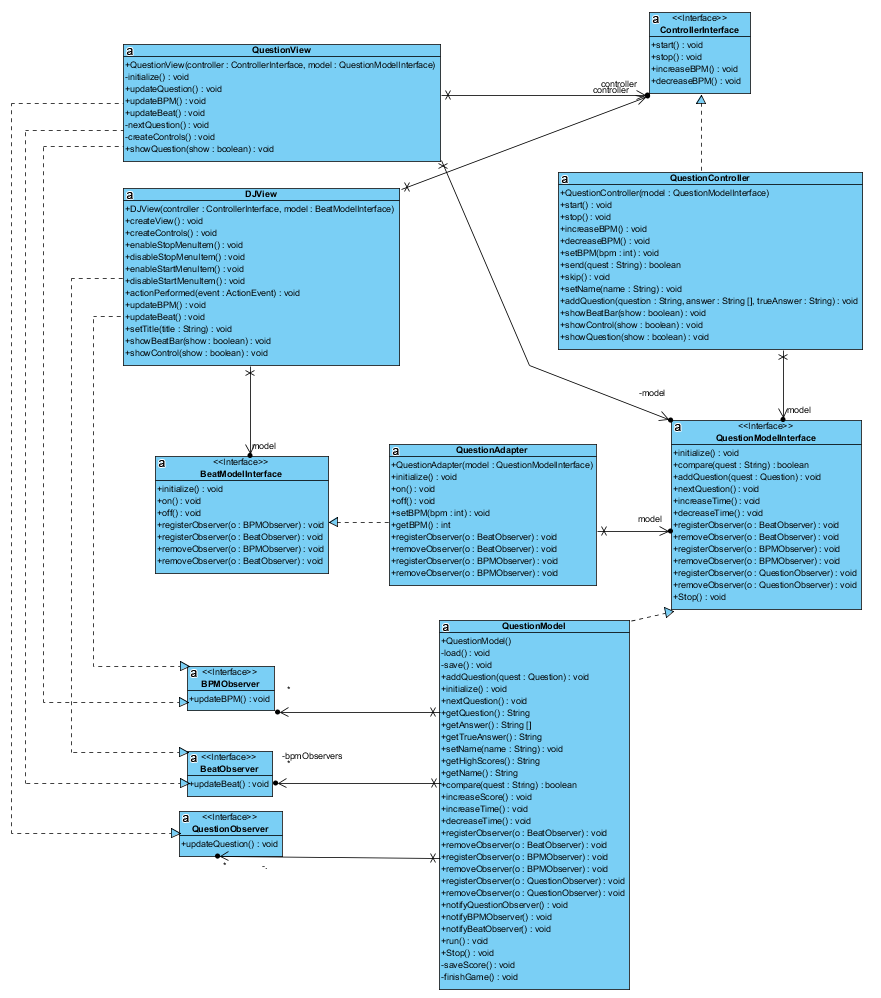 a
<<Interface>>
ControllerInterface
+start() : void
+stop() : void
+increaseBPM() : void
+decreaseBPM() : void
a
QuestionView
+QuestionView(controller : ControllerInterface, model : QuestionModelInterface)
-initialize() : void
+updateQuestion() : void
+updateBPM() : void
+updateBeat() : void
-nextQuestion() : void
-createControls() : void
+showQuestion(show : boolean) : void
controller
controller
a
QuestionController
+QuestionController(model : QuestionModelInterface)
+start() : void
+stop() : void
+increaseBPM() : void
+decreaseBPM() : void
+setBPM(bpm : int) : void
+send(quest : String) : boolean
+skip() : void
+setName(name : String) : void
+addQuestion(question : String, answer : String [], trueAnswer : String) : void
+showBeatBar(show : boolean) : void
+showControl(show : boolean) : void
+showQuestion(show : boolean) : void
a
DJView
+DJView(controller : ControllerInterface, model : BeatModelInterface)
+createView() : void
+createControls() : void
+enableStopMenuItem() : void
+disableStopMenuItem() : void
+enableStartMenuItem() : void
+disableStartMenuItem() : void
+actionPerformed(event : ActionEvent) : void
+updateBPM() : void
+updateBeat() : void
+setTitle(title : String) : void
+showBeatBar(show : boolean) : void
+showControl(show : boolean) : void
-model
model
model
a
<<Interface>>
BeatModelInterface
+initialize() : void
+on() : void
+off() : void
+registerObserver(o : BPMObserver) : void
+registerObserver(o : BeatObserver) : void
+removeObserver(o : BPMObserver) : void
+removeObserver(o : BeatObserver) : void
a
QuestionAdapter
+QuestionAdapter(model : QuestionModelInterface)
+initialize() : void
+on() : void
+off() : void
+setBPM(bpm : int) : void
+getBPM() : int
+registerObserver(o : BeatObserver) : void
+removeObserver(o : BeatObserver) : void
+registerObserver(o : BPMObserver) : void
+removeObserver(o : BPMObserver) : void
model
a
<<Interface>>
QuestionModelInterface
+initialize() : void
+compare(quest : String) : boolean
+addQuestion(quest : Question) : void
+nextQuestion() : void
+increaseTime() : void
+decreaseTime() : void
+registerObserver(o : BeatObserver) : void
+removeObserver(o : BeatObserver) : void
+registerObserver(o : BPMObserver) : void
+removeObserver(o : BPMObserver) : void
+registerObserver(o : QuestionObserver) : void
+removeObserver(o : QuestionObserver) : void
+Stop() : void
a
QuestionModel
+QuestionModel()
-load() : void
-save() : void
+addQuestion(quest : Question) : void
+initialize() : void
+nextQuestion() : void
+getQuestion() : String
+getAnswer() : String []
+getTrueAnswer() : String
+setName(name : String) : void
+getHighScores() : String
+getName() : String
+compare(quest : String) : boolean
+increaseScore() : void
+increaseTime() : void
+decreaseTime() : void
+registerObserver(o : BeatObserver) : void
+removeObserver(o : BeatObserver) : void
+registerObserver(o : BPMObserver) : void
+removeObserver(o : BPMObserver) : void
+registerObserver(o : QuestionObserver) : void
+removeObserver(o : QuestionObserver) : void
+notifyQuestionObserver() : void
+notifyBPMObserver() : void
+notifyBeatObserver() : void
+run() : void
+Stop() : void
-saveScore() : void
-finishGame() : void
a
<<Interface>>
BPMObserver
+updateBPM() : void
*
-bpmObservers
*
a
<<Interface>>
BeatObserver
+updateBeat() : void
a
<<Interface>>
QuestionObserver
+updateQuestion() : void
*
-.